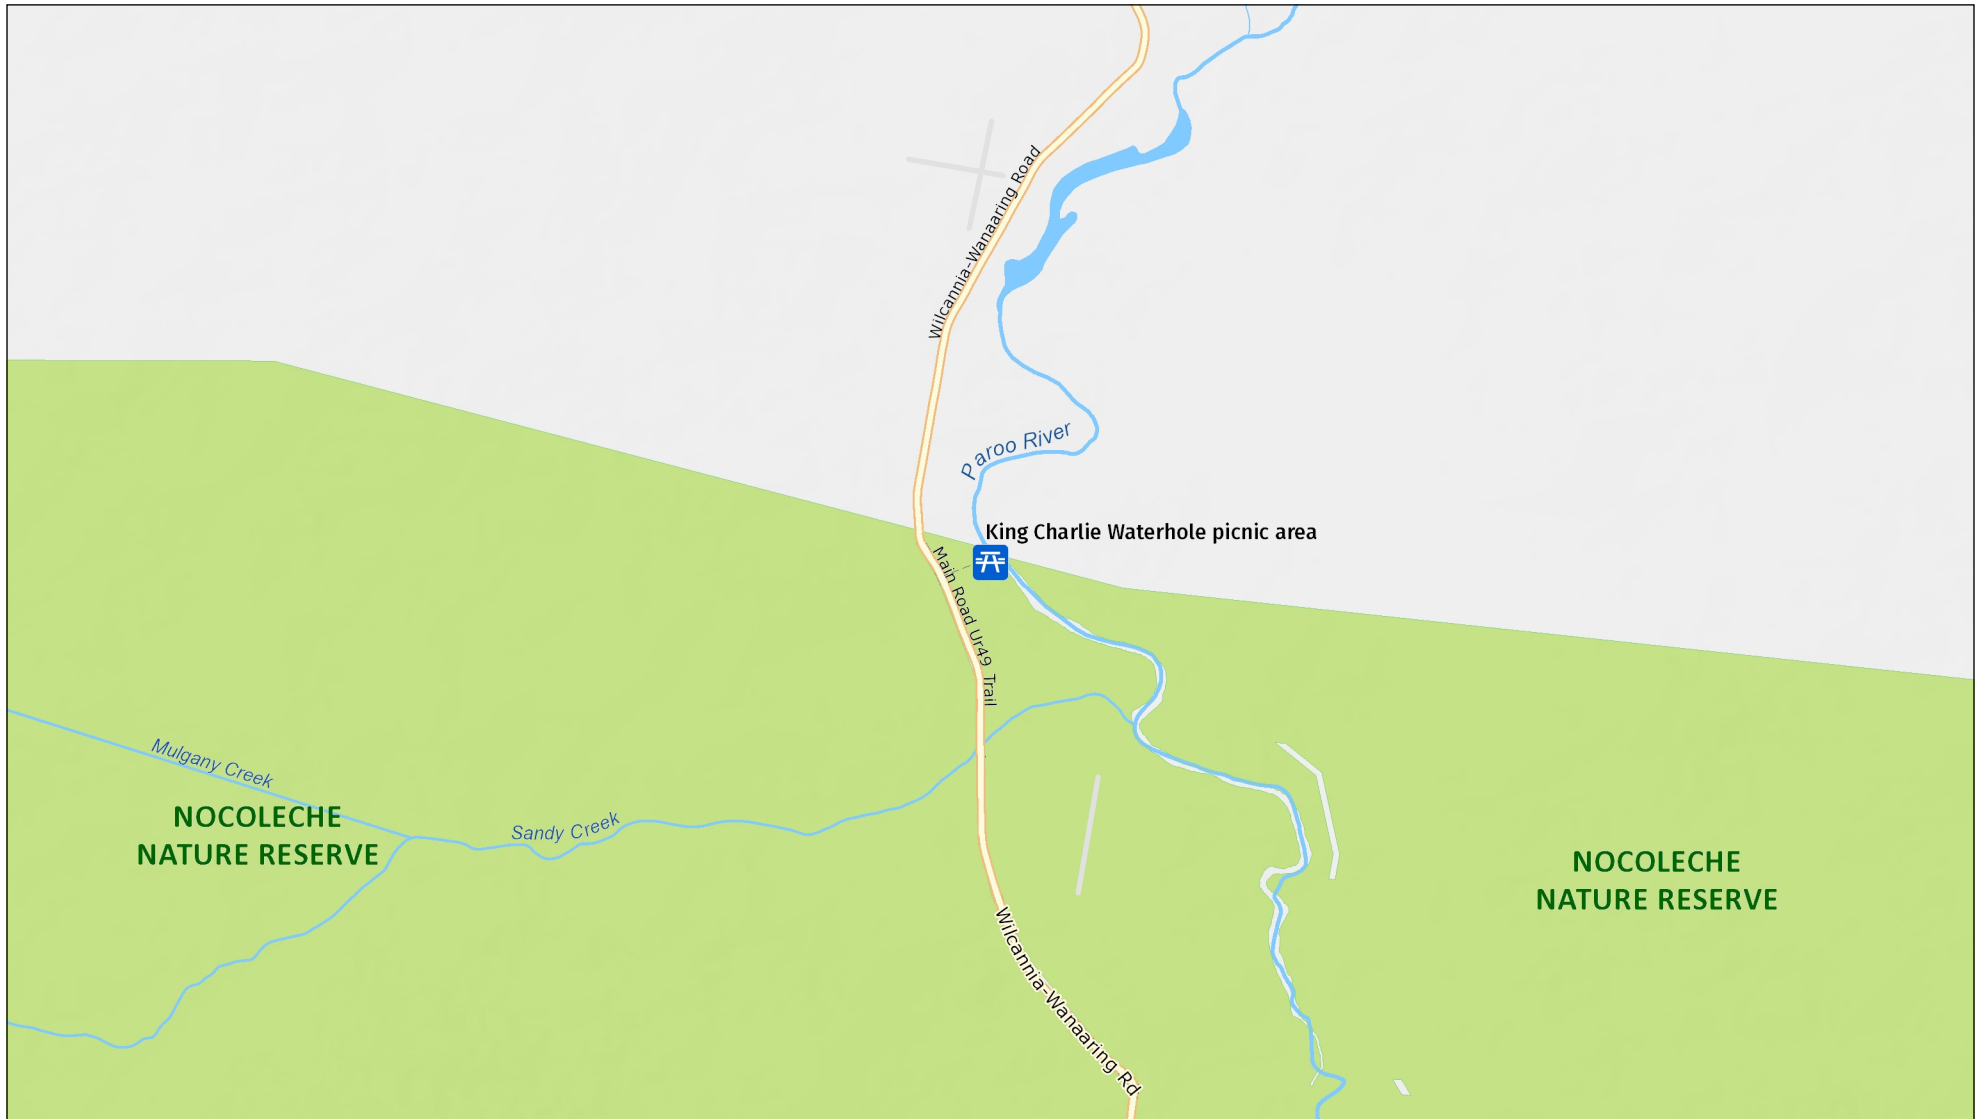 Wilcannia-Wanaaring Road
Paroo River
King Charlie Waterhole picnic area
Main Road Ur49 Trail
Mulgany Creek
NOCOLECHE
NATURE RESERVE
Sandy Creek
NOCOLECHE
NATURE RESERVE
Wilcannia-Wanaaring Rd